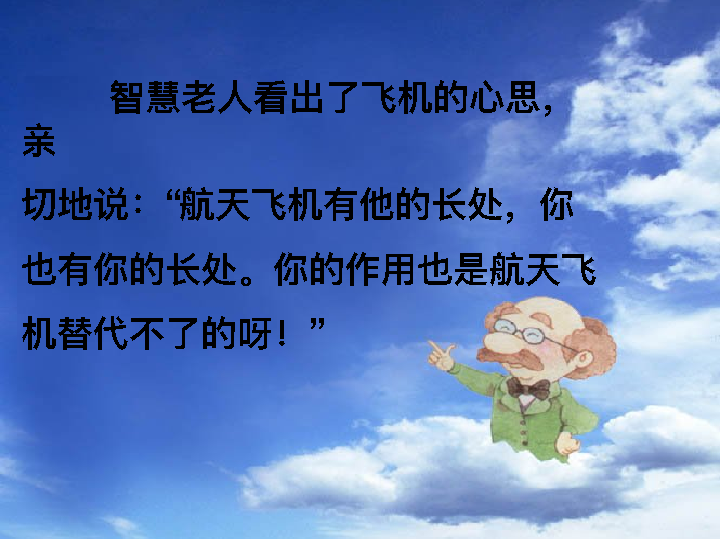 智慧老人看出了飞机的心思，
亲
切地说：“航天飞机有他的长处，你
也有你的长处。你的作用也是航天飞
机替代不了的呀！”